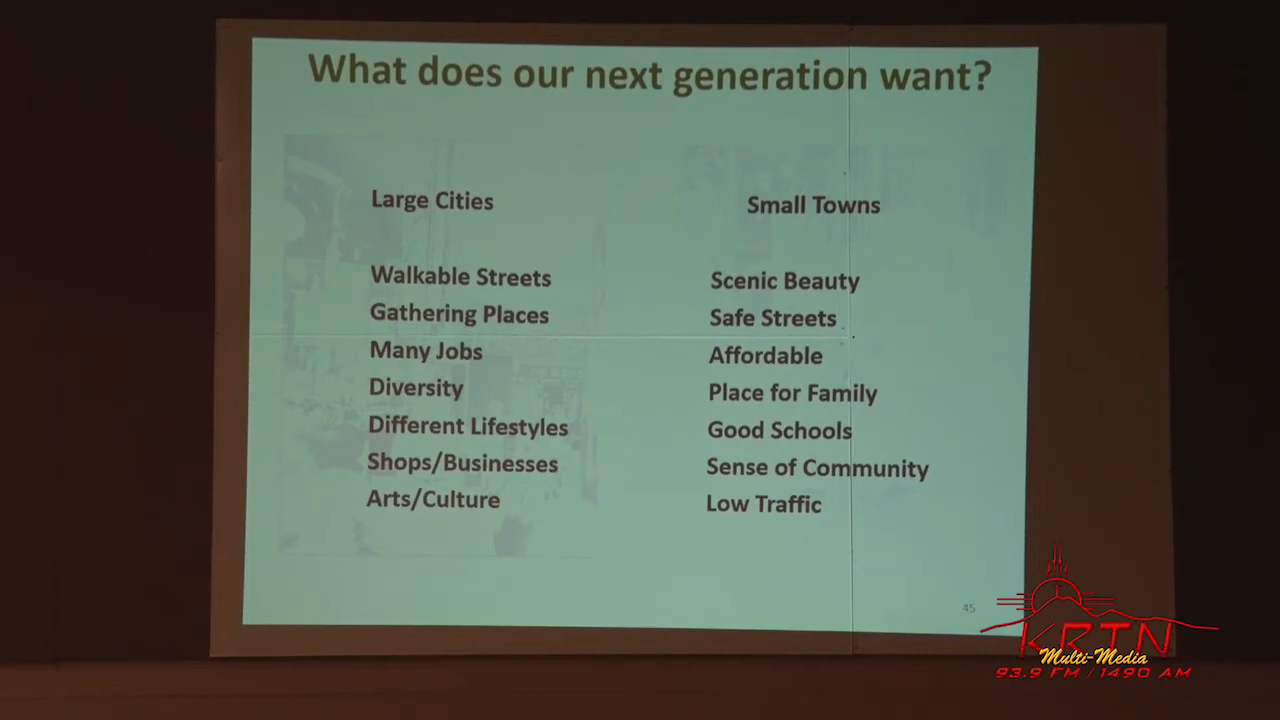 What does our next generation want?
Large Cities
Walkable Streets
Gathering Places
Many Jobs
Diversity
Different Lifestyles
Shops/Businesses
Arts/Culture
Small Towns
Scenic Beauty
Safe Streets
Affordable
Place for Family
Good Schools
Sense of Community
Low Traffic
45
KRTN
Multi-Media
93.9 FM / 1490 AM